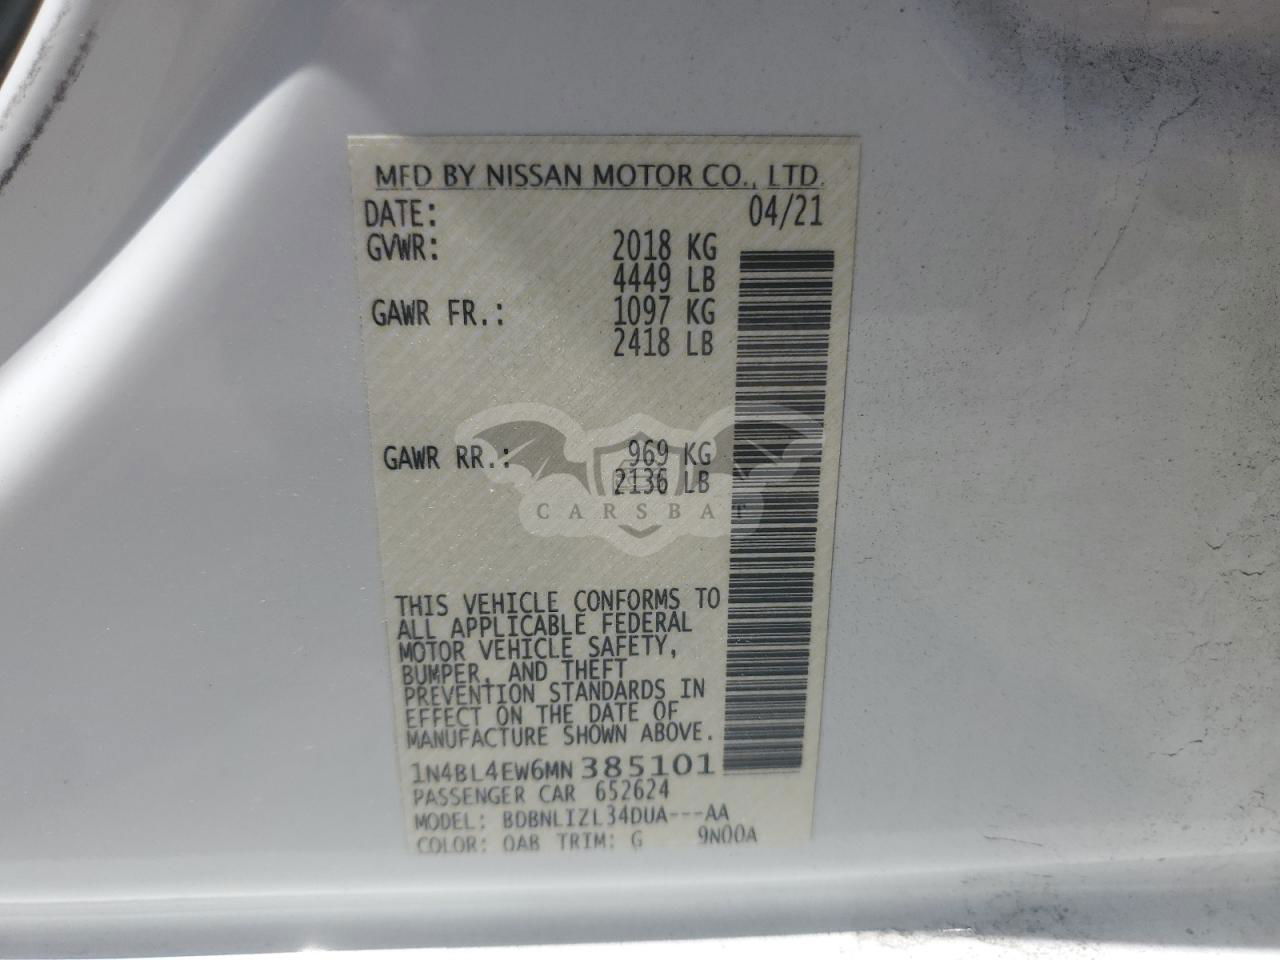 MFD BY NISSAN MOTOR CO., LTD.
DATE: 04/21
GVWR: 2018 KG
4449 LB
GAWR FR.: 1097 KG
2418 LB
GAWR RR.: 969 KG
2136 LB
CARSBAT
THIS VEHICLE CONFORMS TO
ALL APPLICABLE FEDERAL
MOTOR VEHICLE SAFETY,
BUMPER, AND THEFT
PREVENTION STANDARDS IN
EFFECT ON THE DATE OF
MANUFACTURE SHOWN ABOVE.
1N4BL4EW6MN385101
PASSENGER CAR 652624
MODEL: BDBNLIZL34DUA---AA
COLOR: QAB TRIM: G 9N00A